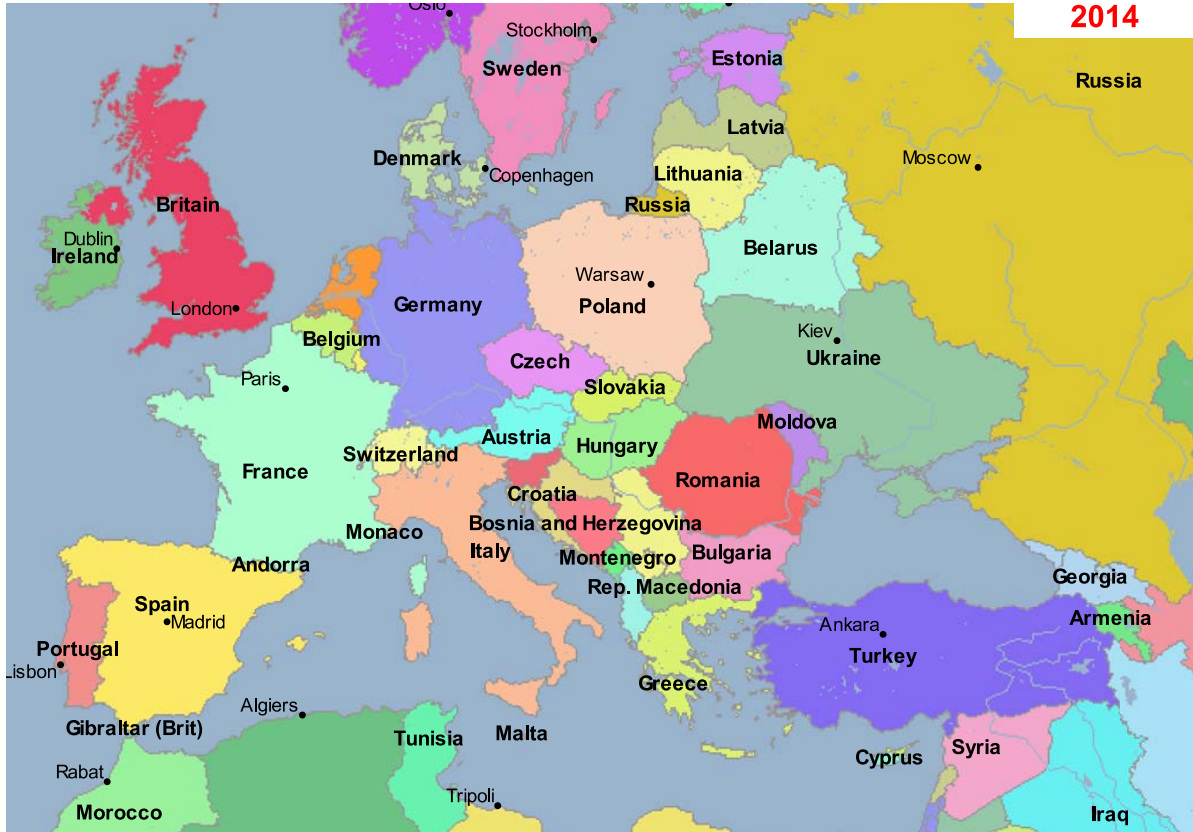 2014
Oslo
Stockholm
Sweden
Estonia
Russia
Latvia
Denmark
Copenhagen
Lithuania
Moscow
Russia
Britain
Dublin
Ireland
Belarus
London
Germany
Warsaw
Poland
Belgium
Kiev
Ukraine
Czech
Paris
Slovakia
Moldova
Austria
Switzerland
Hungary
France
Romania
Croatia
Bosnia and Herzegovina
Monaco
Italy
Montenegro
Bulgaria
Andorra
Georgia
Rep. Macedonia
Spain
Madrid
Armenia
Ankara
Turkey
Portugal
Lisbon
Greece
Algiers
Gibraltar (Brit)
Tunisia
Malta
Cyprus
Syria
Rabat
Morocco
Tripoli
Iraq